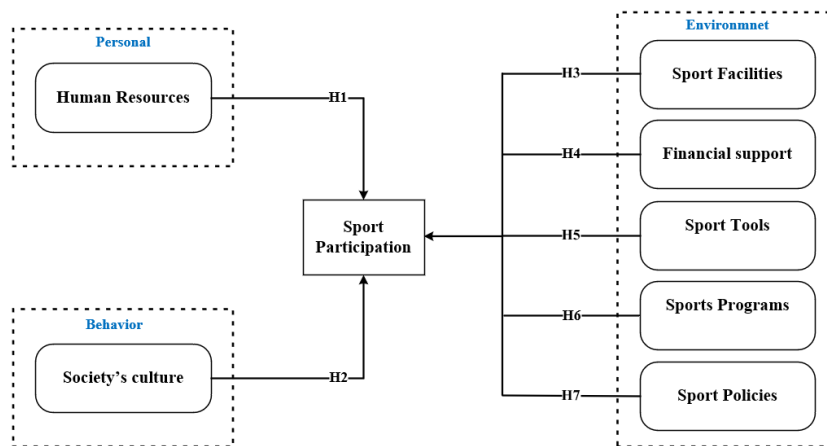 Personal
Human Resources
H1
Behavior
Society's culture
H2
Sport
Participation
Environmnet
H3
Sport Facilities
H4
Financial support
H5
Sport Tools
H6
Sports Programs
H7
Sport Policies